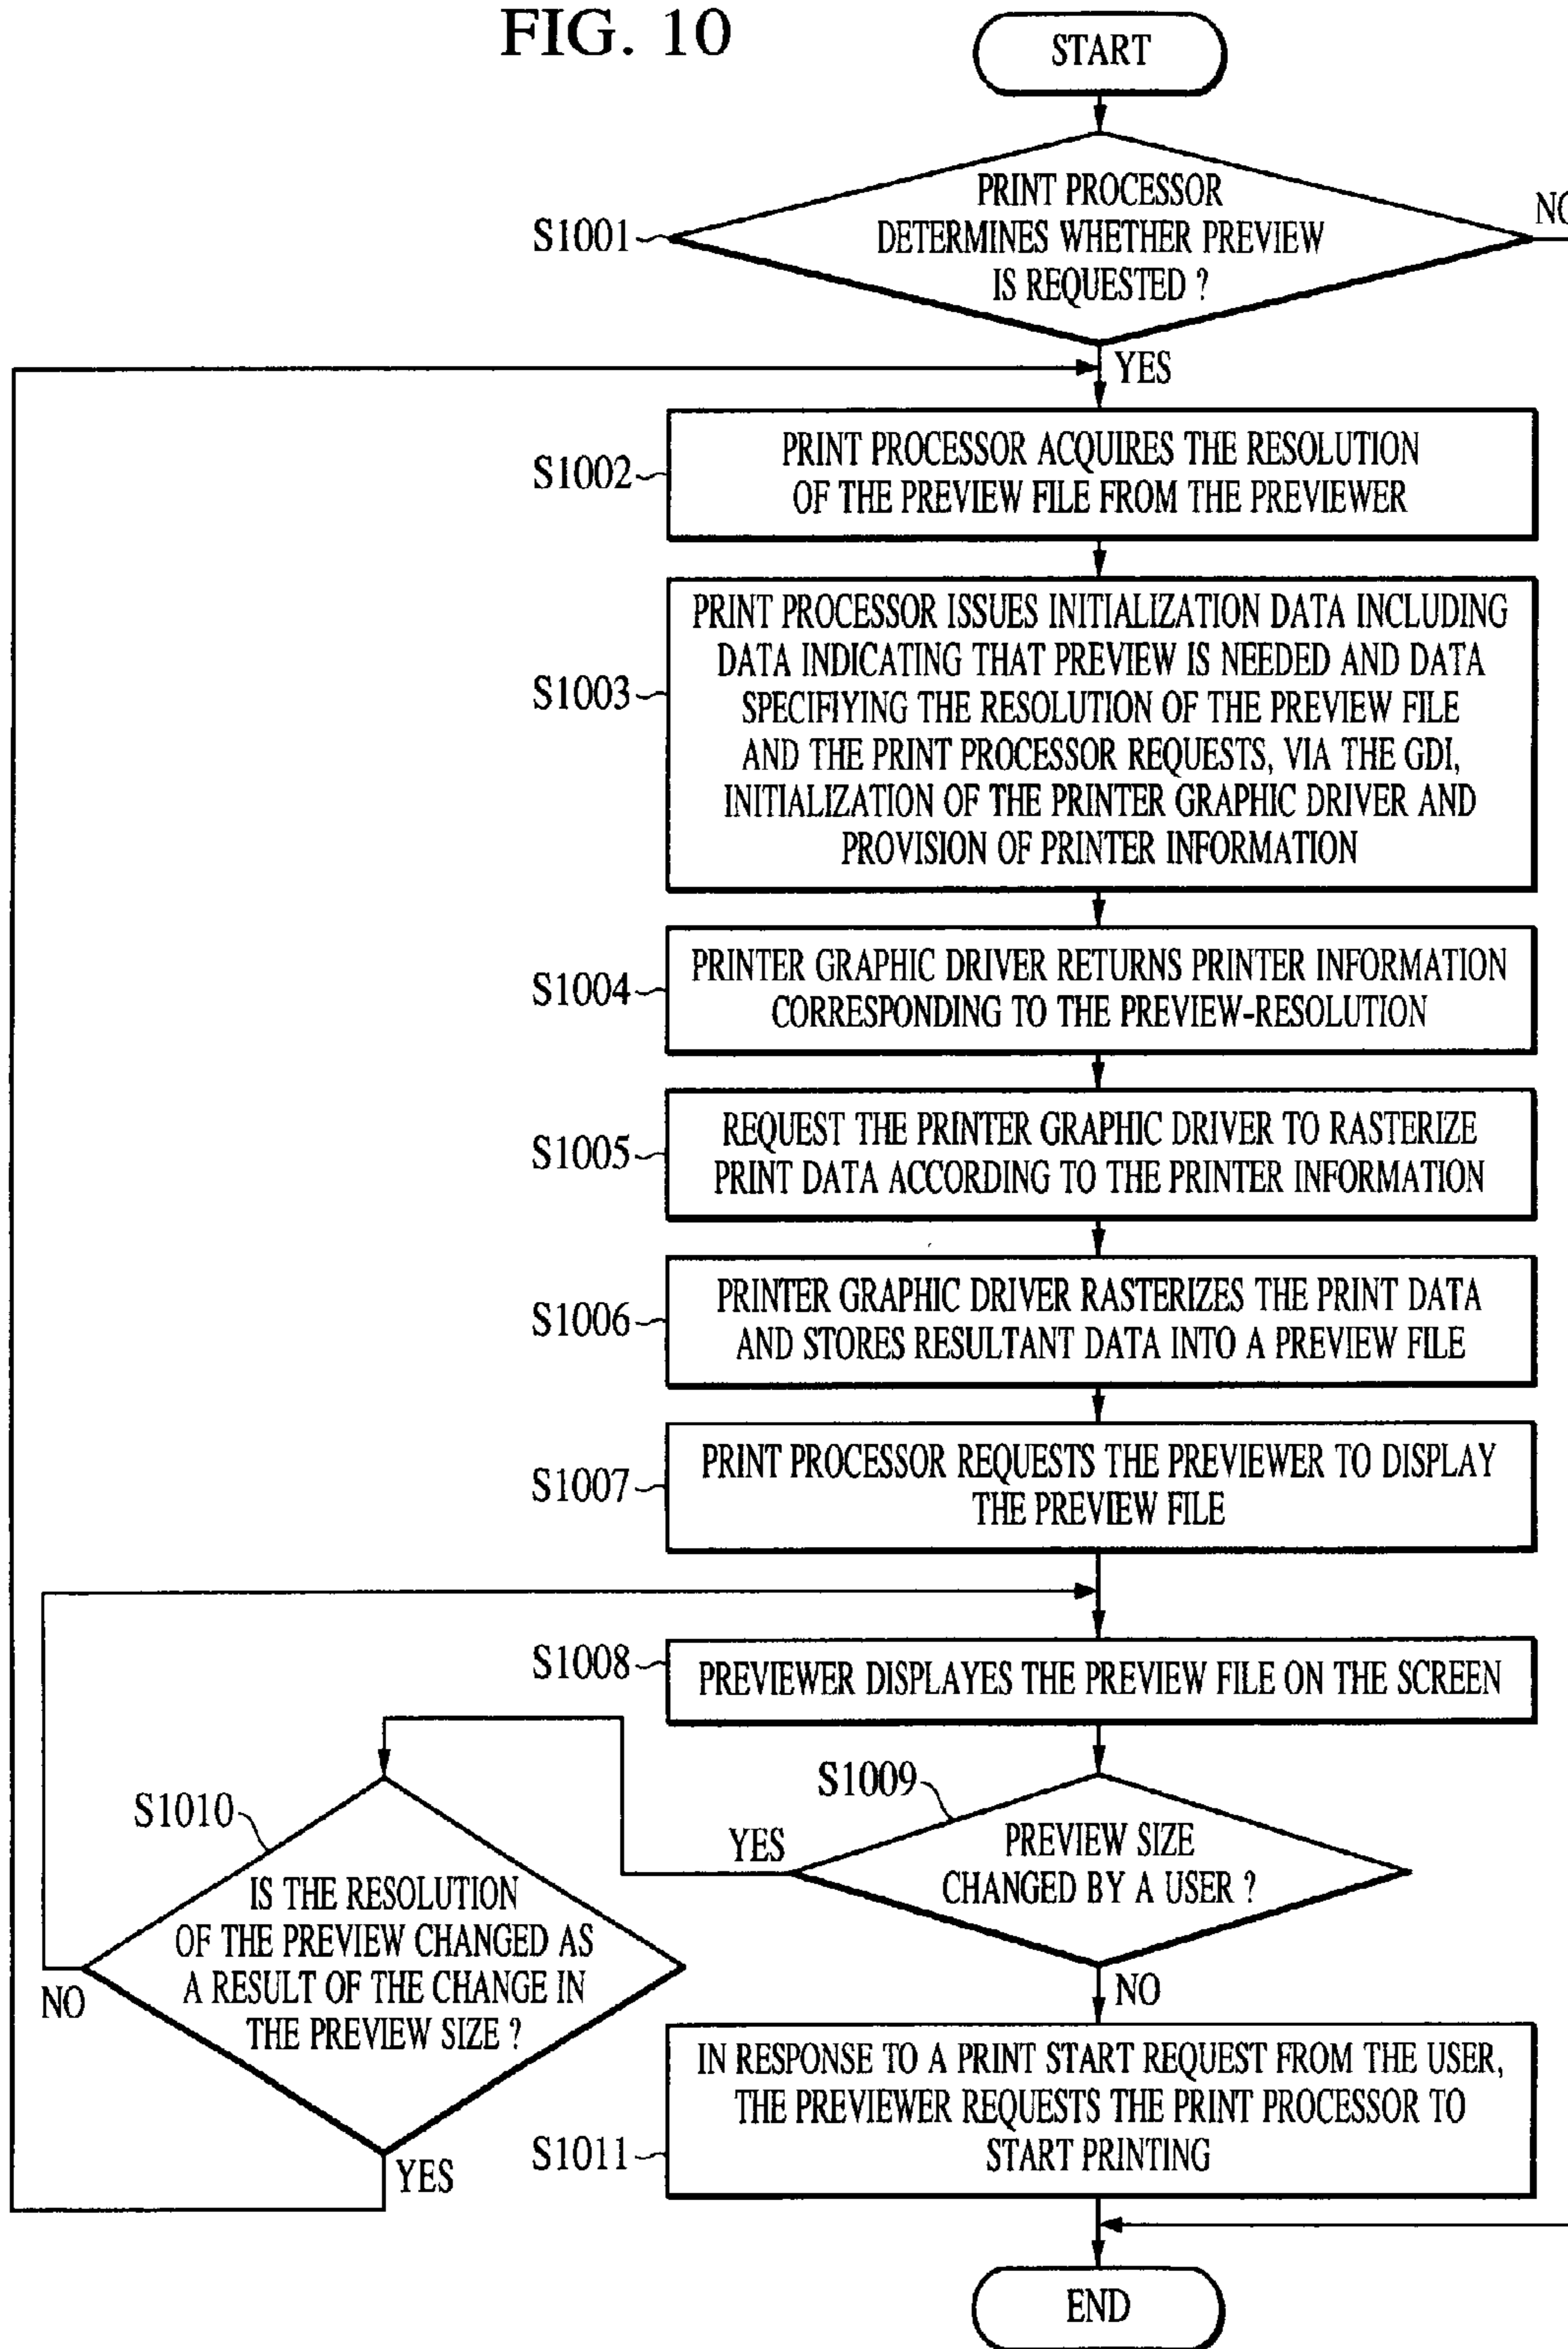 FIG. 10
START
PRINT PROCESSOR
DETERMINES WHETHER PREVIEW
IS REQUESTED ?
S1001
YES
PRINT PROCESSOR ACQUIRES THE RESOLUTION
OF THE PREVIEW FILE FROM THE PREVIEWER
S1002
PRINT PROCESSOR ISSUES INITIALIZATION DATA INCLUDING
DATA INDICATING THAT PREVIEW IS NEEDED AND DATA
SPECIFIYING THE RESOLUTION OF THE PREVIEW FILE
AND THE PRINT PROCESSOR REQUESTS, VIA THE GDI,
INITIALIZATION OF THE PRINTER GRAPHIC DRIVER AND
PROVISION OF PRINTER INFORMATION
S1003
PRINTER GRAPHIC DRIVER RETURNS PRINTER INFORMATION
CORRESPONDING TO THE PREVIEW-RESOLUTION
S1004
REQUEST THE PRINTER GRAPHIC DRIVER TO RASTERIZE
PRINT DATA ACCORDING TO THE PRINTER INFORMATION
S1005
PRINTER GRAPHIC DRIVER RASTERIZES THE PRINT DATA
AND STORES RESULTANT DATA INTO A PREVIEW FILE
S1006
PRINT PROCESSOR REQUESTS THE PREVIEWER TO DISPLAY
THE PREVIEW FILE
S1007
S1008
PREVIEWER DISPLAYES THE PREVIEW FILE ON THE SCREEN
S1009
PREVIEW SIZE
CHANGED BY A USER ?
YES
NO
S1010
IS THE RESOLUTION
OF THE PREVIEW CHANGED AS
A RESULT OF THE CHANGE IN
THE PREVIEW SIZE ?
NO
YES
IN RESPONSE TO A PRINT START REQUEST FROM THE USER,
THE PREVIEWER REQUESTS THE PRINT PROCESSOR TO
START PRINTING
S1011
END